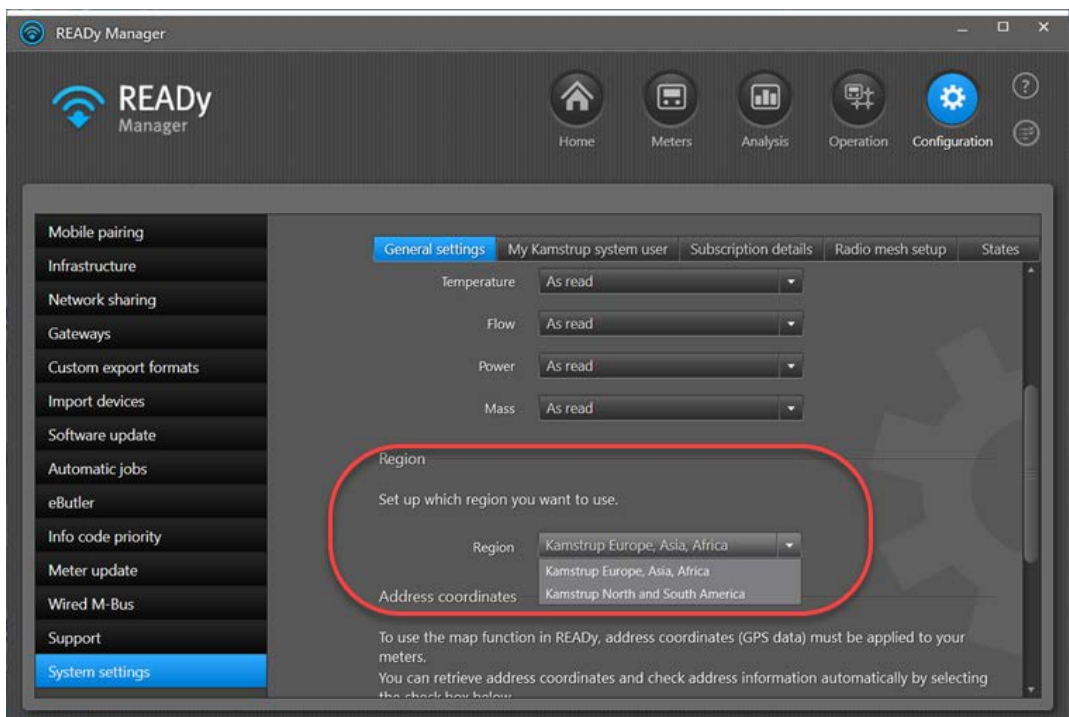 READy Manager
READy
Manager
Home
Meters
Analysis
Operation
Configuration
?
Mobile pairing
Infrastructure
Network sharing
Gateways
Custom export formats
Import devices
Software update
Automatic jobs
eButler
Info code priority
Meter update
Wired M-Bus
Support
System settings
General settings
My Kamstrup system user
Subscription details
Radio mesh setup
States
Temperature As read
Flow As read
Power As read
Mass As read
Region
Set up which region you want to use.
Region Kamstrup Europe, Asia, Africa
Kamstrup Europe, Asia, Africa
Kamstrup North and South America
Address coordinates
To use the map function in READy, address coordinates (GPS data) must be applied to your
meters.
You can retrieve address coordinates and check address information automatically by selecting
the check box below